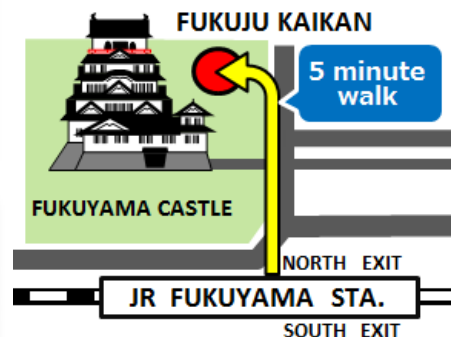 FUKUJU KAIKAN
5 minute
walk
FUKUYAMA CASTLE
NORTH EXIT
JR FUKUYAMA STA.
SOUTH EXIT